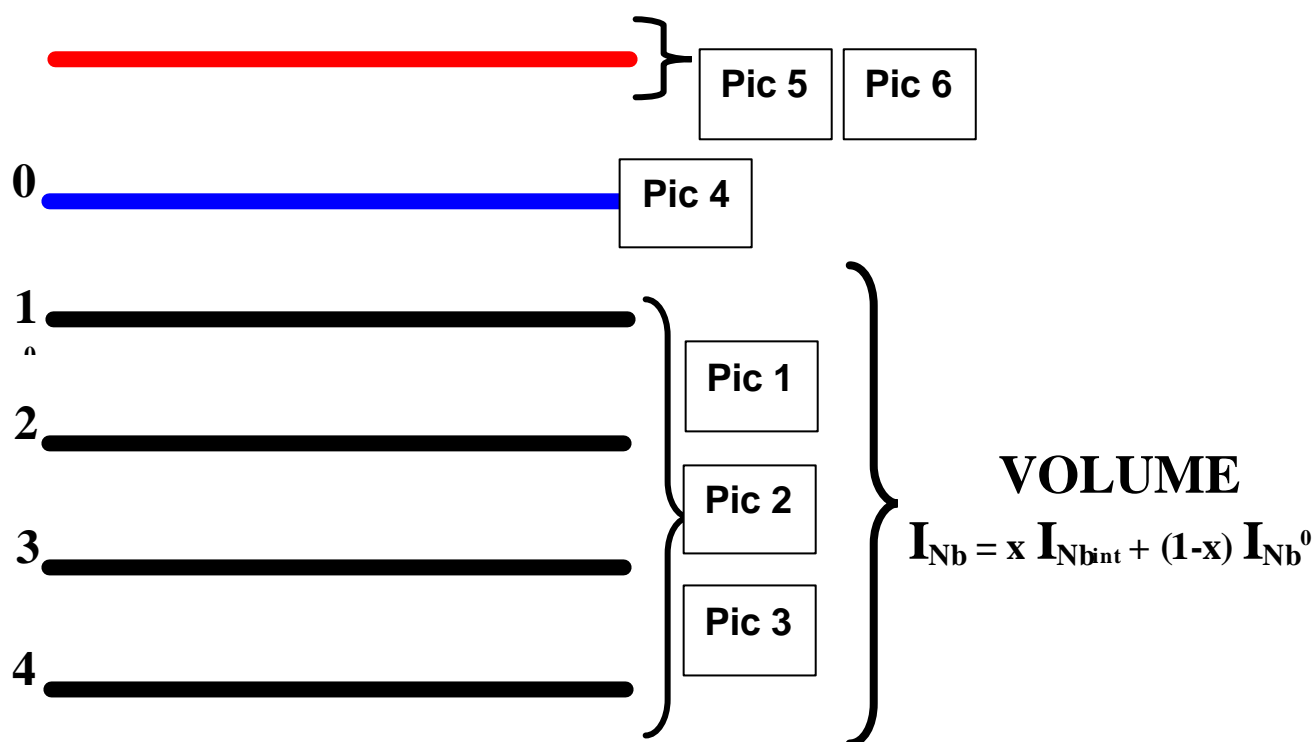 Pic 5 Pic 6
0
Pic 4
1
0
Pic 1
2
Pic 2
VOLUME
3
I_Nb = x I_Nbint + (1-x) I_Nb⁰
Pic 3
4